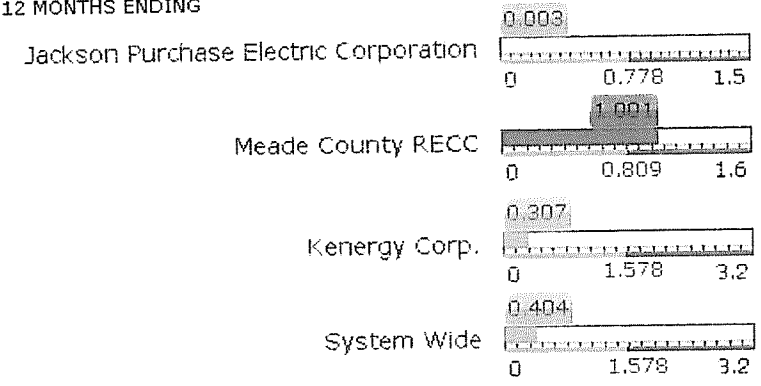 12 MONTHS ENDING
0.003
Jackson Purchase Electric Corporation
0 0.778 1.5
1.001
Meade County RECC
0 0.809 1.6
0.307
Kenergy Corp.
0 1.578 3.2
0.404
System Wide
0 1.578 3.2